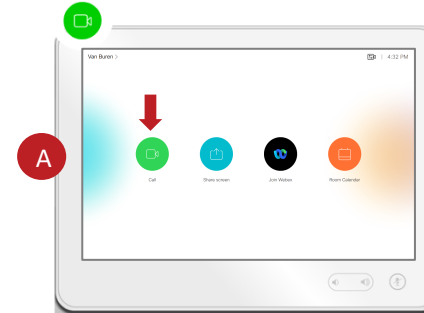 Van Buren >
4:32 PM
A
Call
Share screen
Join Webex
Room Calendar